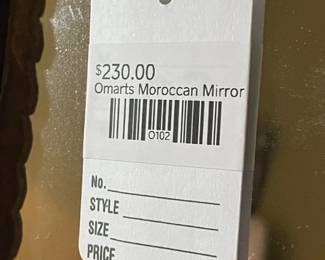 $230.00
Omarts Moroccan Mirror
O102
No.
STYLE
SIZE
PRICE